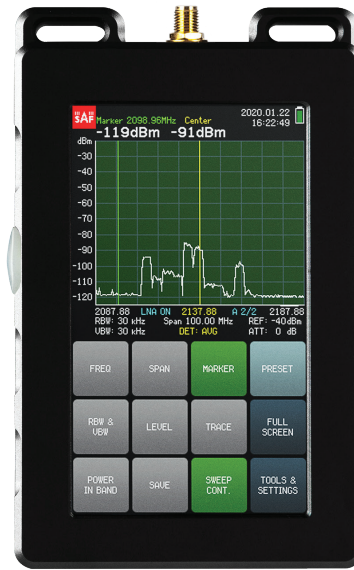 SAF
Marker 2098.96MHz Center
2020.01.22
16:22:49
-119dBm -91dBm
dBm
-30
-40
-50
-60
-70
-80
-90
-100
-110
-120
2087.88 LNA ON 2137.88 A 2/2 2187.88
RBW: 30 kHz Span 100.00 MHz REF: -40dBm
VBW: 30 kHz DET: AVG ATT: 0 dB
FREQ SPAN MARKER PRESET
RBW &
VBW
LEVEL TRACE
FULL
SCREEN
POWER
IN BAND
SAVE
SWEEP
CONT.
TOOLS &
SETTINGS